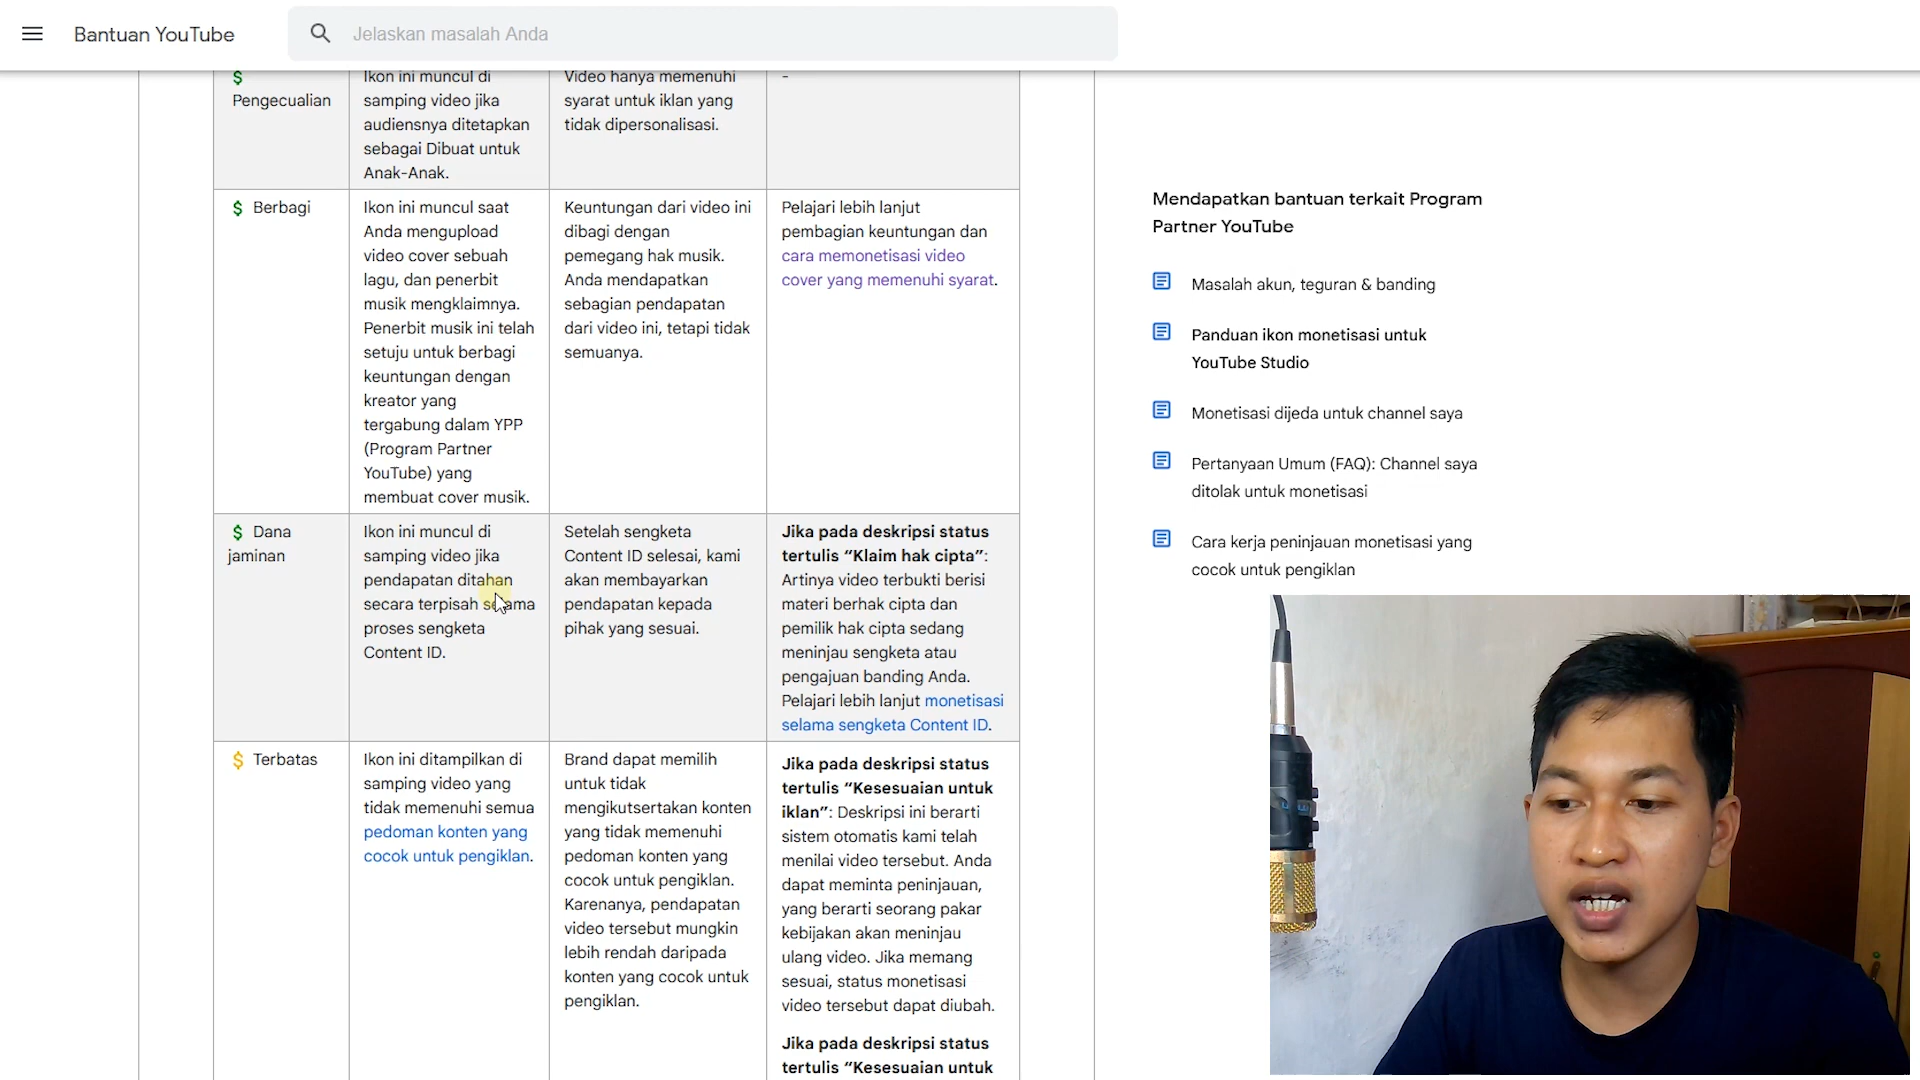 Bantuan YouTube
Jelaskan masalah Anda
$
Pengecualian
Ikon ini muncul di
samping video jika
audiensnya ditetapkan
sebagai Dibuat untuk
Anak-Anak.
Video hanya memenuhi
syarat untuk iklan yang
tidak dipersonalisasi.
-
$ Berbagi
Ikon ini muncul saat
Anda mengupload
video cover sebuah
lagu, dan penerbit
musik mengklaimnya.
Penerbit musik ini telah
setuju untuk berbagi
keuntungan dengan
kreator yang
tergabung dalam YPP
(Program Partner
YouTube) yang
membuat cover musik.
Keuntungan dari video ini
dibagi dengan
pemegang hak musik.
Anda mendapatkan
sebagian pendapatan
dari video ini, tetapi tidak
semuanya.
Pelajari lebih lanjut
pembagian keuntungan dan
cara memonetisasi video
cover yang memenuhi syarat.
$ Dana
jaminan
Ikon ini muncul di
samping video jika
pendapatan ditahan
secara terpisah selama
proses sengketa
Content ID.
Setelah sengketa
Content ID selesai, kami
akan membayarkan
pendapatan kepada
pihak yang sesuai.
Jika pada deskripsi status
tertulis “Klaim hak cipta”:
Artinya video terbukti berisi
materi berhak cipta dan
pemilik hak cipta sedang
meninjau sengketa atau
pengajuan banding Anda.
Pelajari lebih lanjut monetisasi
selama sengketa Content ID.
$ Terbatas
Ikon ini ditampilkan di
samping video yang
tidak memenuhi semua
pedoman konten yang
cocok untuk pengiklan.
Brand dapat memilih
untuk tidak
mengikutsertakan konten
yang tidak memenuhi
pedoman konten yang
cocok untuk pengiklan.
Karenanya, pendapatan
video tersebut mungkin
lebih rendah daripada
konten yang cocok untuk
pengiklan.
Jika pada deskripsi status
tertulis “Kesesuaian untuk
iklan”: Deskripsi ini berarti
sistem otomatis kami telah
menilai video tersebut. Anda
dapat meminta peninjauan,
yang berarti seorang pakar
kebijakan akan meninjau
ulang video. Jika memang
sesuai, status monetisasi
video tersebut dapat diubah.
Jika pada deskripsi status
tertulis “Kesesuaian untuk
Mendapatkan bantuan terkait Program
Partner YouTube
Masalah akun, teguran & banding
Panduan ikon monetisasi untuk
YouTube Studio
Monetisasi dijeda untuk channel saya
Pertanyaan Umum (FAQ): Channel saya
ditolak untuk monetisasi
Cara kerja peninjauan monetisasi yang
cocok untuk pengiklan